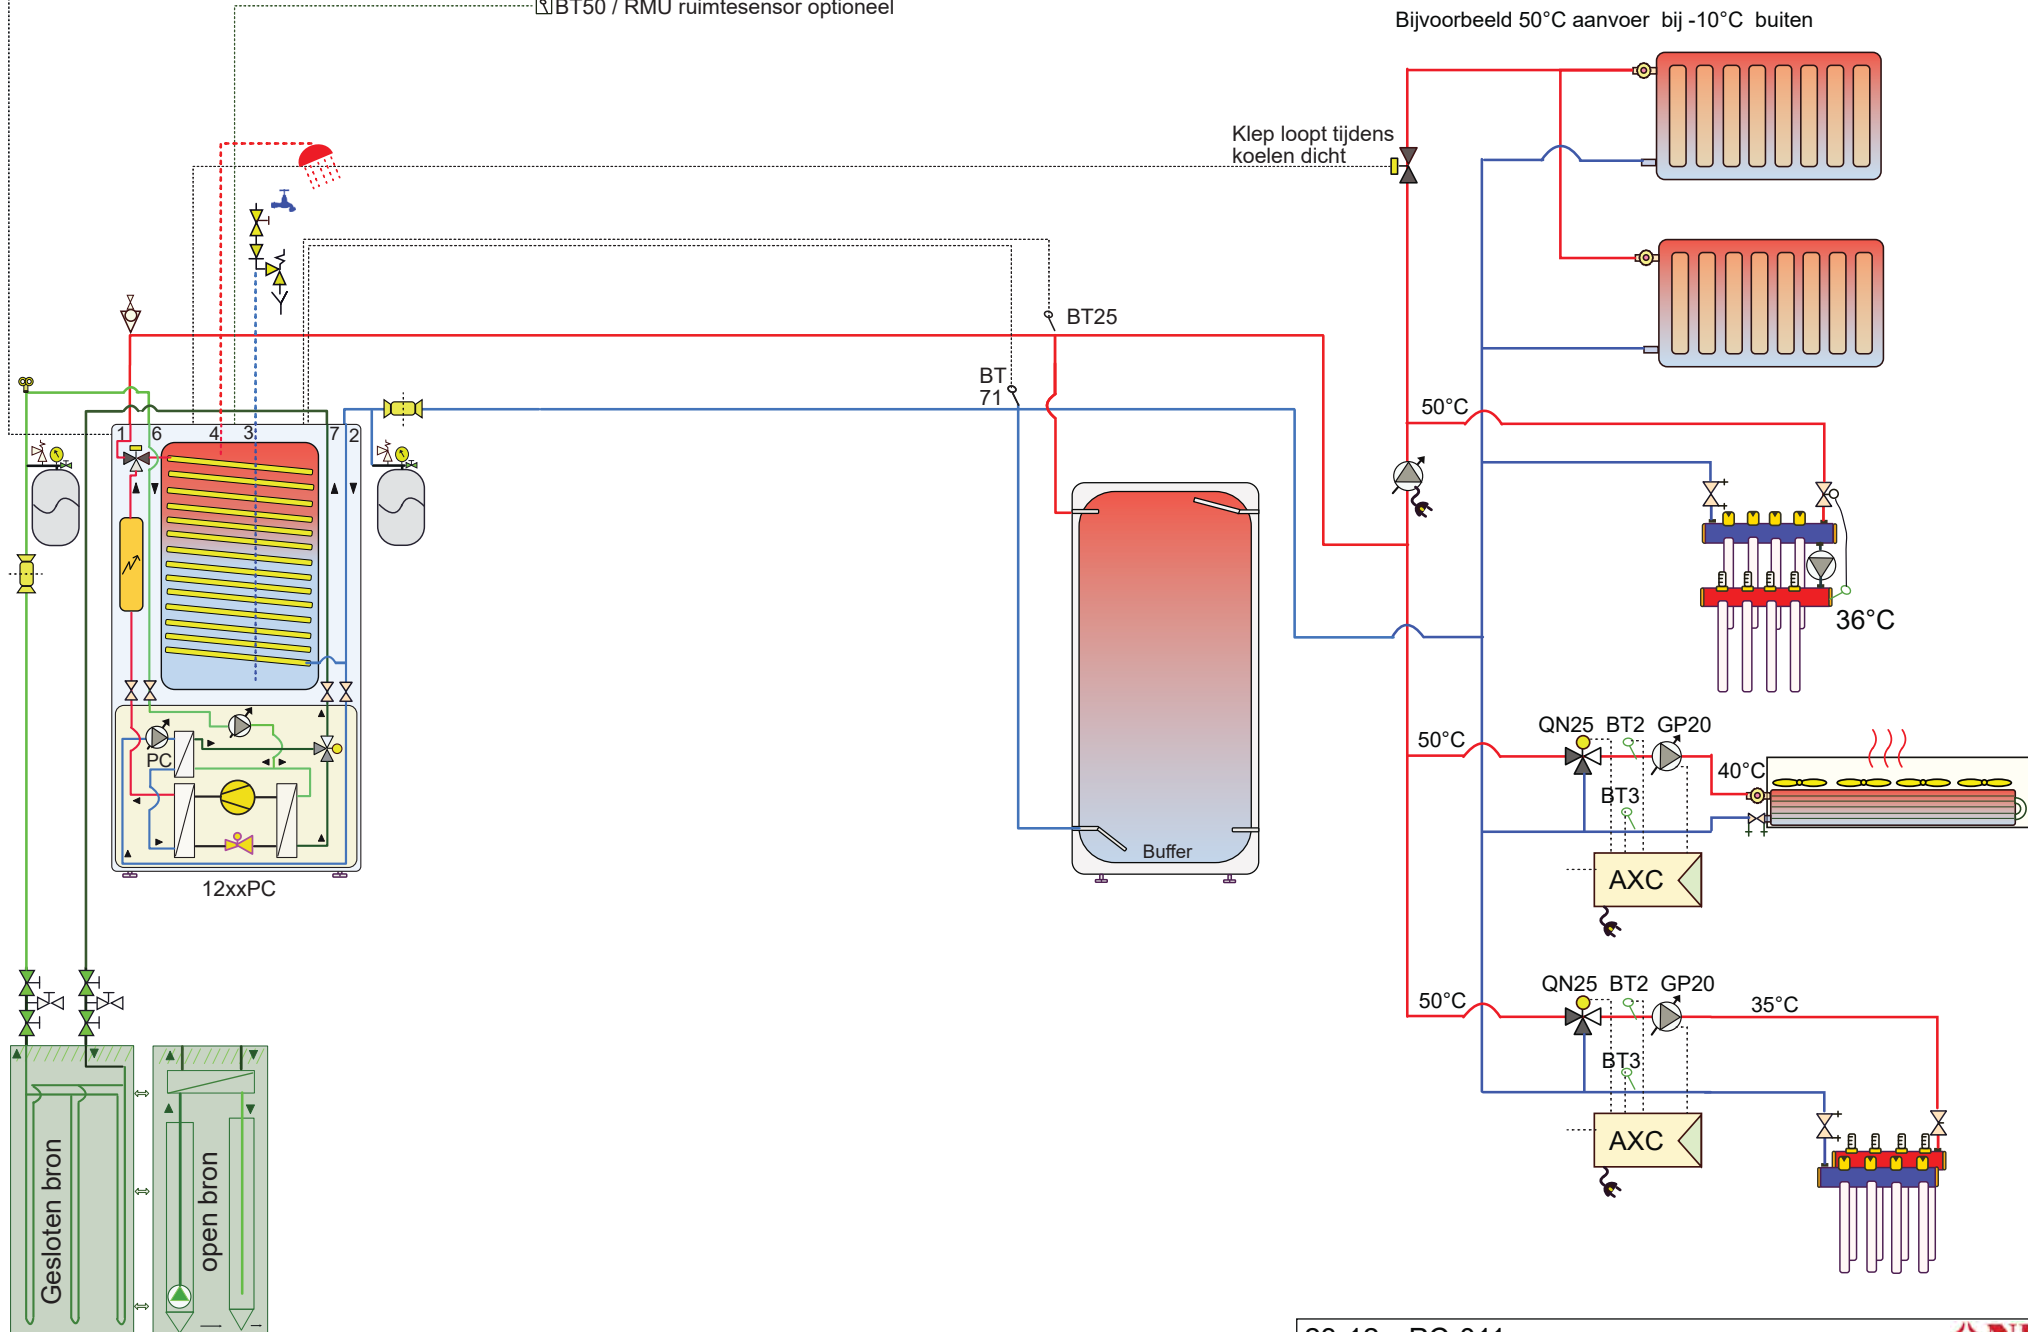 BT50 / RMU ruimtesensor optioneel
Bijvoorbeeld 50°C aanvoer bij -10°C buiten
Klep loopt tijdens
koelen dicht
BT25
BT
71
50°C
1 6 4 3 7 2
36°C
PC
12xxPC
Buffer
QN25 BT2 GP20
50°C
40°C
BT3
AXC
QN25 BT2 GP20
50°C
35°C
BT3
AXC
Gesloten bron
open bron